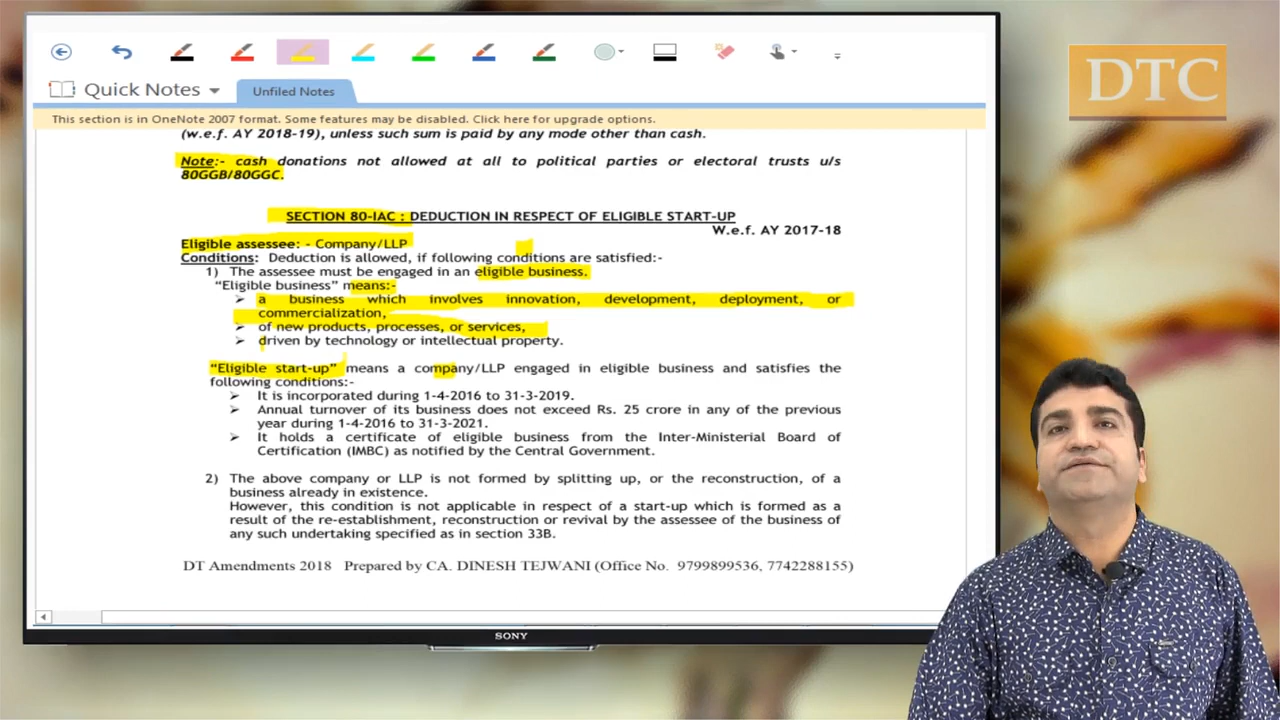 DTC
Quick Notes
Unfiled Notes
This section is in OneNote 2007 format. Some features may be disabled. Click here for upgrade options.
(w.e.f. AY 2018-19), unless such sum is paid by any mode other than cash.
Note:- cash donations not allowed at all to political parties or electoral trusts u/s
80GGB/80GGC.
SECTION 80-IAC : DEDUCTION IN RESPECT OF ELIGIBLE START-UP
W.e.f. AY 2017-18
Eligible assessee: - Company/LLP
Conditions: Deduction is allowed, if following conditions are satisfied:-
1) The assessee must be engaged in an eligible business.
"Eligible business" means:-
➢ a business which involves innovation, development, deployment, or
commercialization,
➢ of new products, processes, or services,
➢ driven by technology or intellectual property.
"Eligible start-up" means a company/LLP engaged in eligible business and satisfies the
following conditions:-
➢ It is incorporated during 1-4-2016 to 31-3-2019.
➢ Annual turnover of its business does not exceed Rs. 25 crore in any of the previous
year during 1-4-2016 to 31-3-2021.
➢ It holds a certificate of eligible business from the Inter-Ministerial Board of
Certification (IMBC) as notified by the Central Government.
2) The above company or LLP is not formed by splitting up, or the reconstruction, of a
business already in existence.
However, this condition is not applicable in respect of a start-up which is formed as a
result of the re-establishment, reconstruction or revival by the assessee of the business of
any such undertaking specified as in section 33B.
DT Amendments 2018 Prepared by CA. DINESH TEJWANI (Office No. 9799899536, 7742288155)
SONY